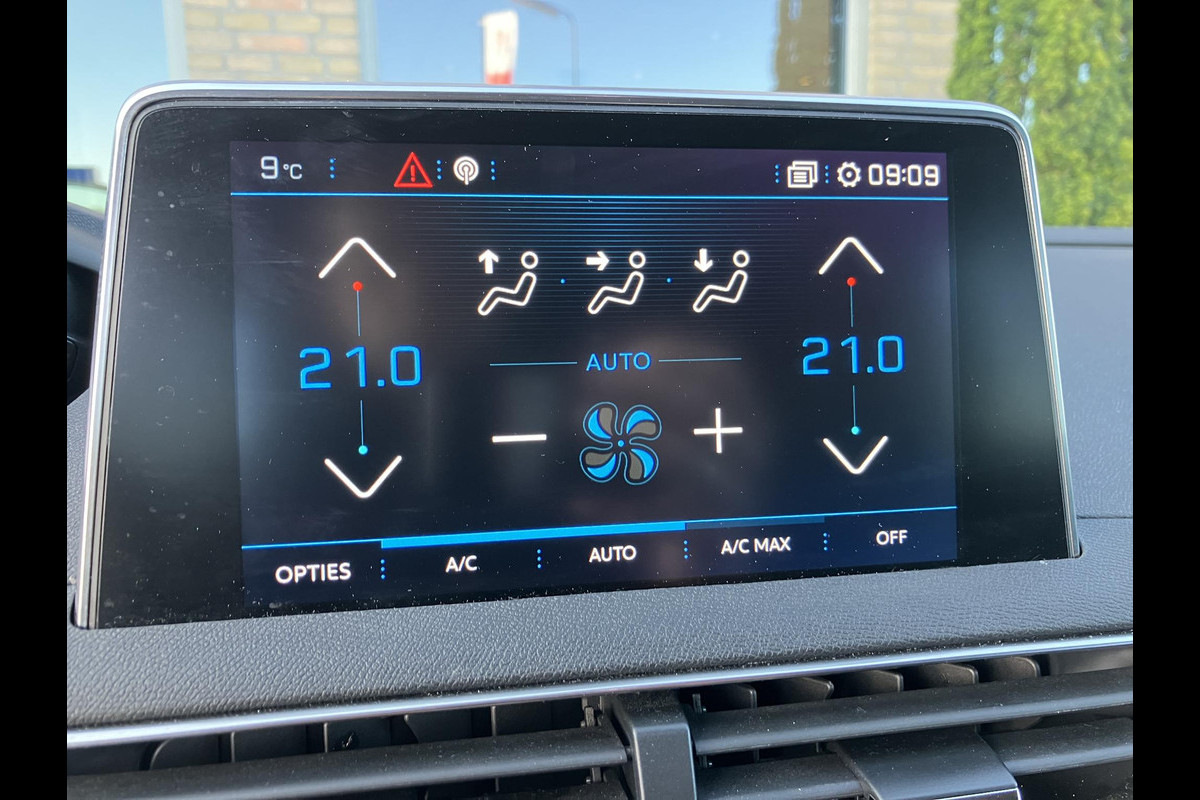 9°C 09:09
21.0 AUTO 21.0
OPTIES A/C AUTO A/C MAX OFF